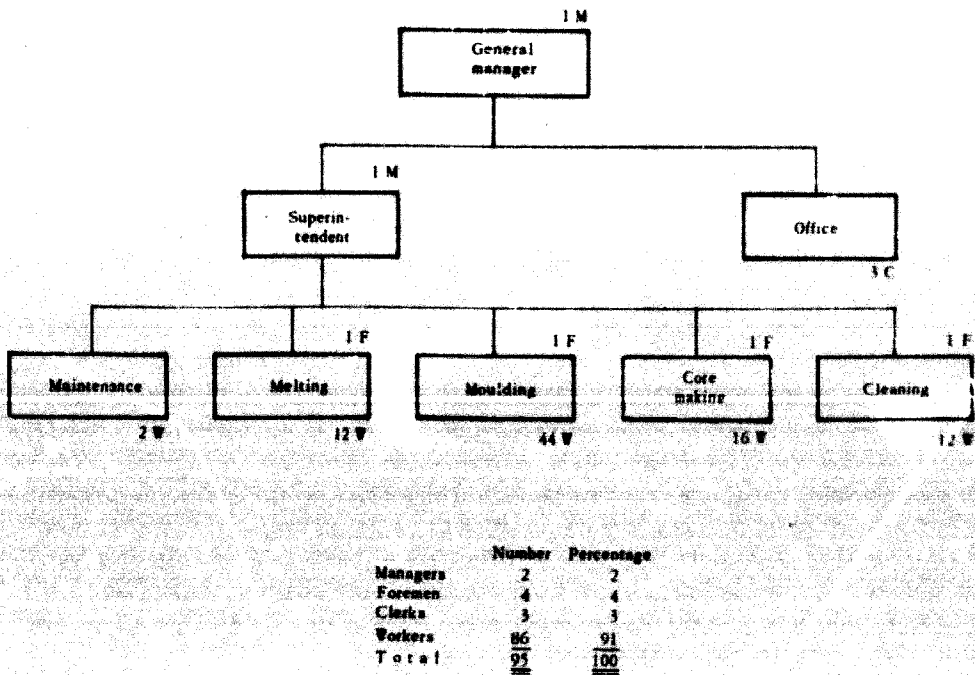 1 M
General
manager
1 M
Superin-
tendent
Office
3 C
1 F
1 F
1 F
1 F
Maintenance
Melting
Moulding
Core
making
Cleaning
2 W
12 W
44 W
16 W
12 W
Number Percentage
Managers 2 2
Foremen 4 4
Clerks 3 3
Workers 86 91
Total 95 100